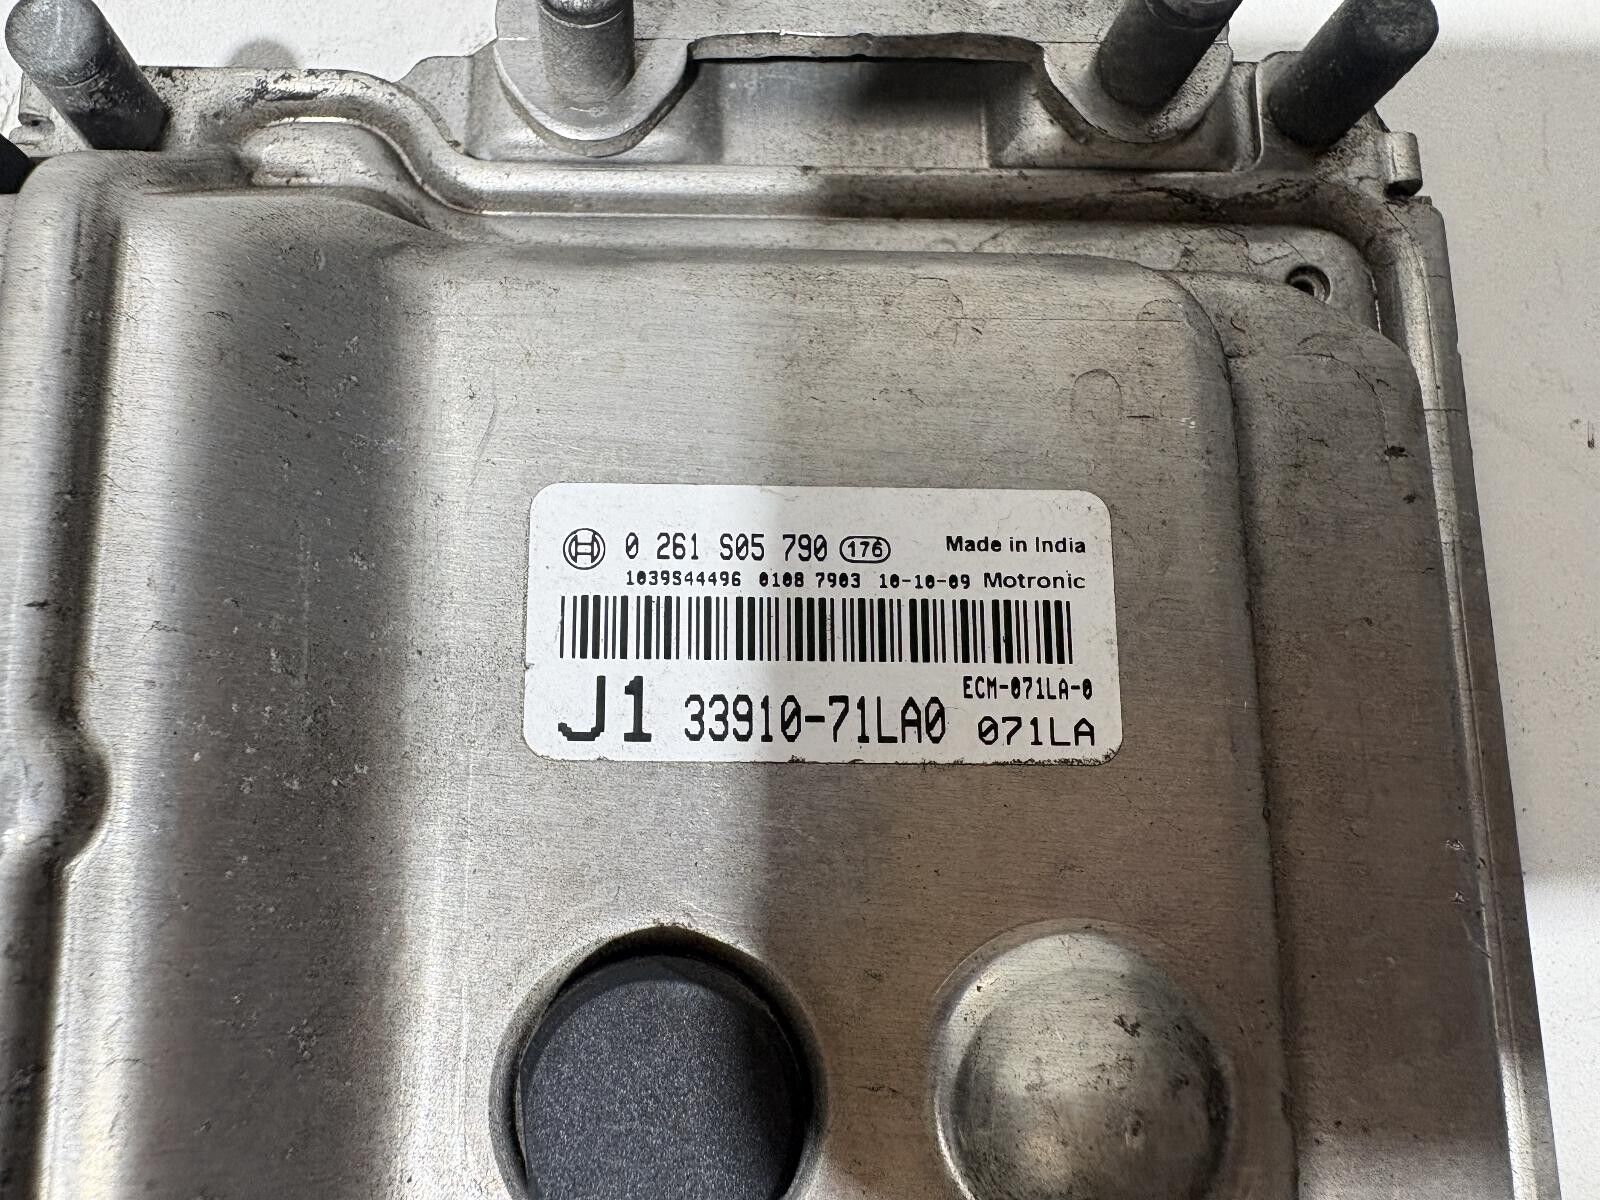 0 261 S05 790 176 Made in India
1039S44496 0108 7903 10-10-09 Motronic
ECM-071LA-0
J1 33910-71LA0 071LA